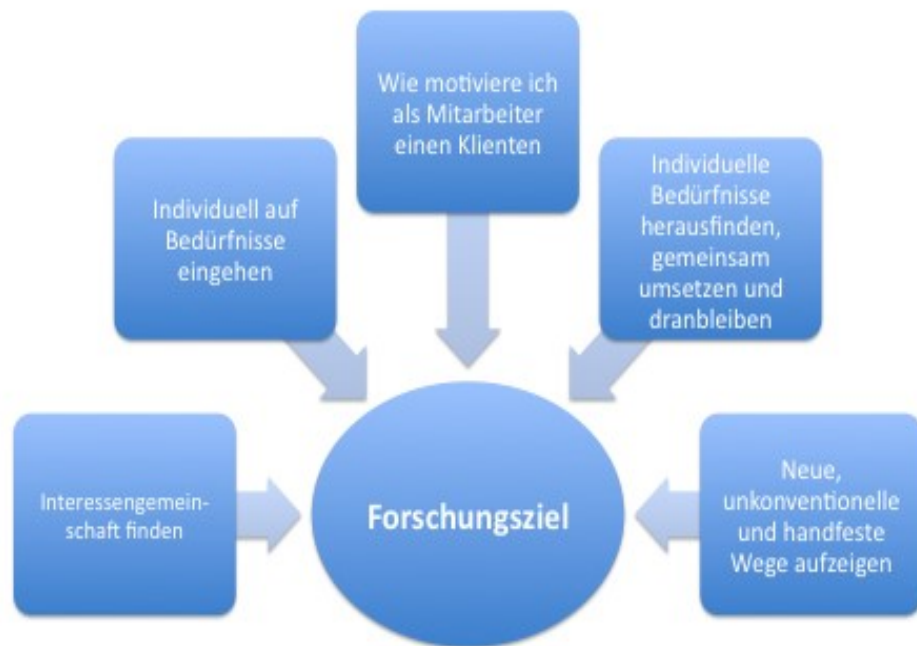 Wie motiviere ich
als Mitarbeiter
einen Klienten
Individuell auf
Bedürfnisse
eingehen
Individuelle
Bedürfnisse
herausfinden,
gemeinsam
umsetzen und
dranbleiben
Interessengemein-
schaft finden
Forschungsziel
Neue,
unkonventionelle
und handfeste
Wege aufzeigen